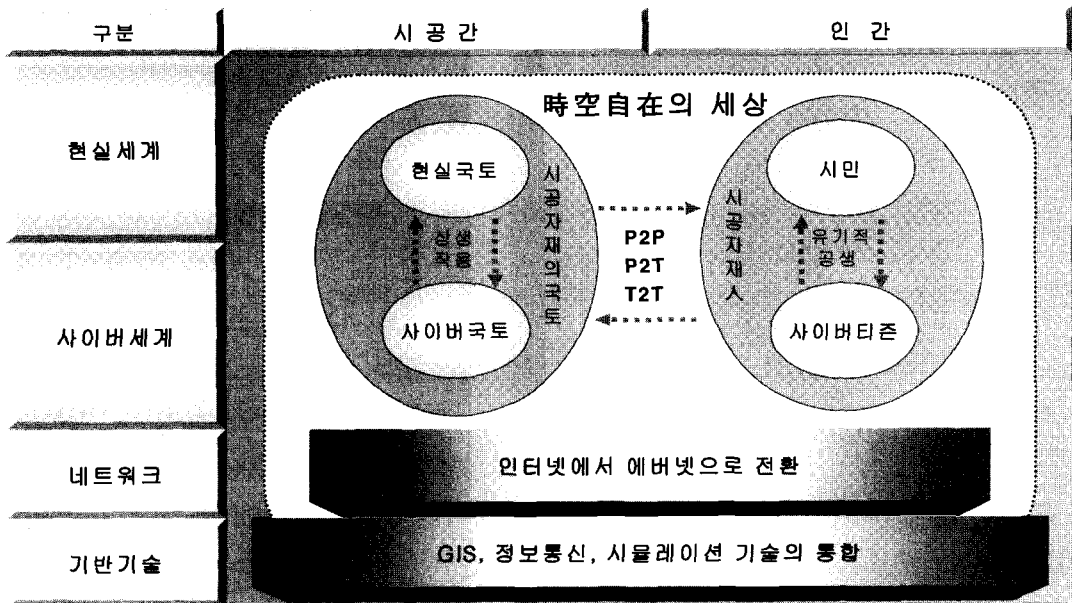 구분
시공간
인간
현실세계
時空自在의 세상
현실국토
시민
시공자재의국토
시공자재人
상생
작용
유기적
공생
P2P
P2T
T2T
사이버세계
사이버국토
사이버티즌
네트워크
인터넷에서 에버넷으로 전환
기반기술
GIS, 정보통신, 시뮬레이션 기술의 통합